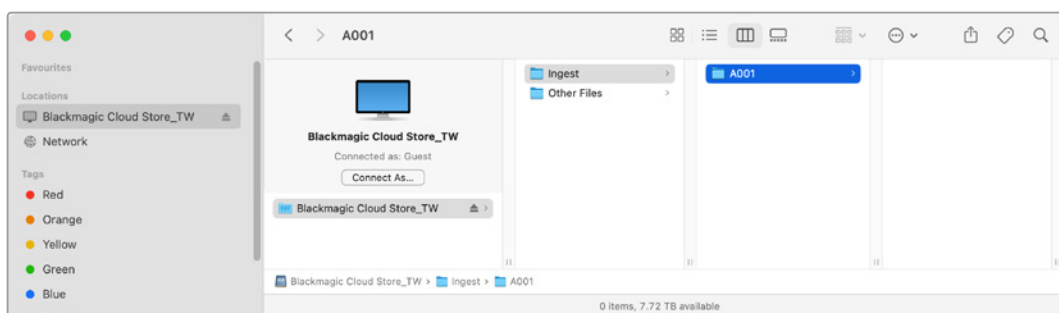 A001
Favourites
Locations
Blackmagic Cloud Store_TW
Network
Tags
Red
Orange
Yellow
Green
Blue
Blackmagic Cloud Store_TW
Connected as: Guest
Connect As...
Blackmagic Cloud Store_TW
Ingest
Other Files
A001
Blackmagic Cloud Store_TW › Ingest › A001
0 items, 7.72 TB available